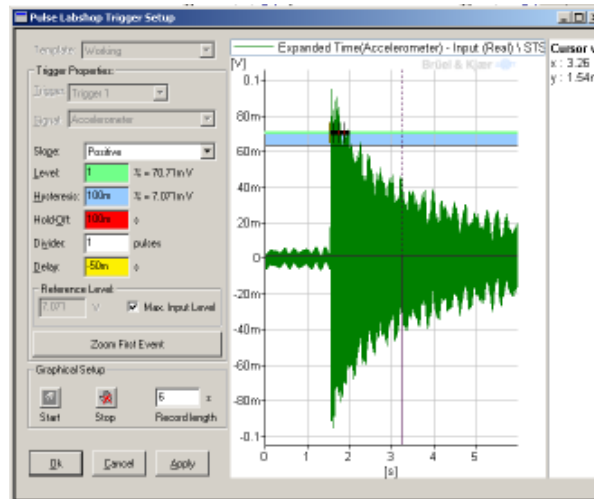 Pulse Labshop Trigger Setup
Template: Working
Trigger Properties:
Trigger: Trigger 1
Signal: Accelerometer
Slope: Positive
Level: 1 % = 70.71m V
Hysteresis: 100m % = 7.071m V
Hold-Off: 100m s
Divider: 1 pulses
Delay: -50m s
Reference Level:
7.071 V Max. Input Level
Zoom First Event
Graphical Setup
6 s
Start Stop Record length
Ok Cancel Apply
Expanded Time(Accelerometer) - Input (Real) \ STS
[V] Brüel & Kjær
0.1
80m
60m
40m
20m
0
-20m
-40m
-60m
-80m
-0.1
0 1 2 3 4 5
[s]
Cursor v
x : 3.26
y : 1.54m